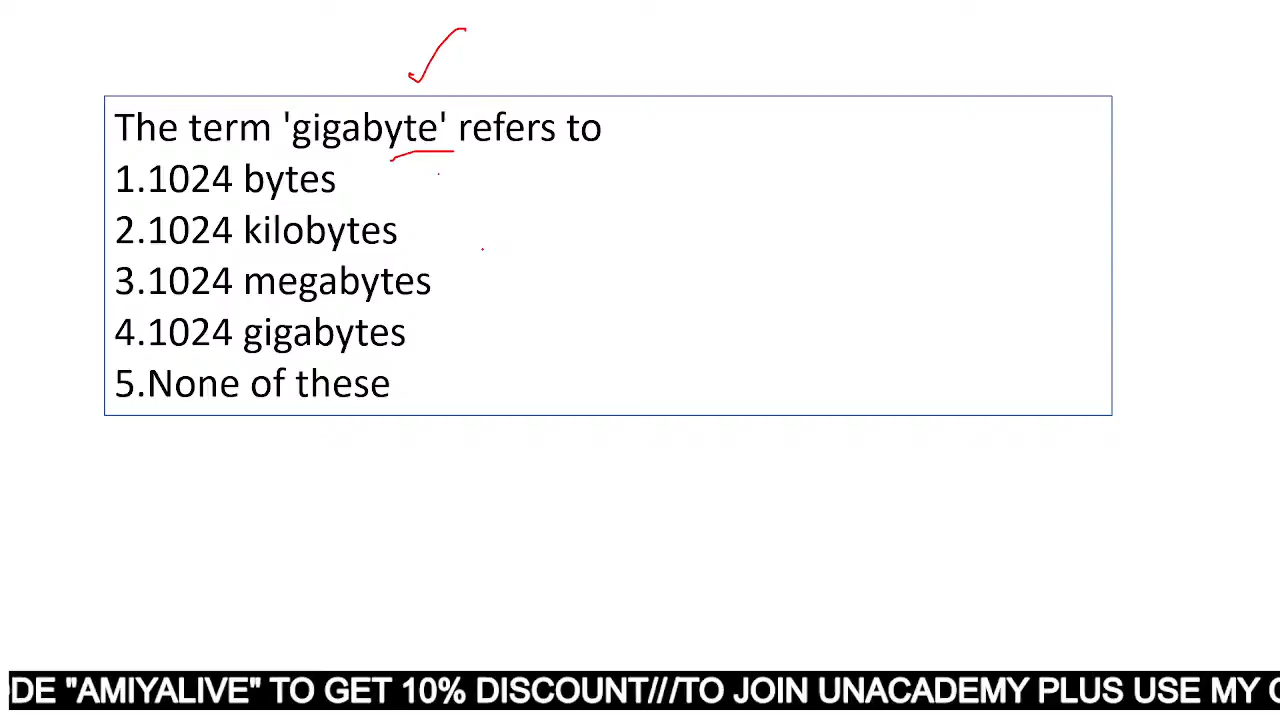 The term 'gigabyte' refers to
1.1024 bytes
2.1024 kilobytes
3.1024 megabytes
4.1024 gigabytes
5.None of these
DE "AMIYALIVE" TO GET 10% DISCOUNT///TO JOIN UNACADEMY PLUS USE MY